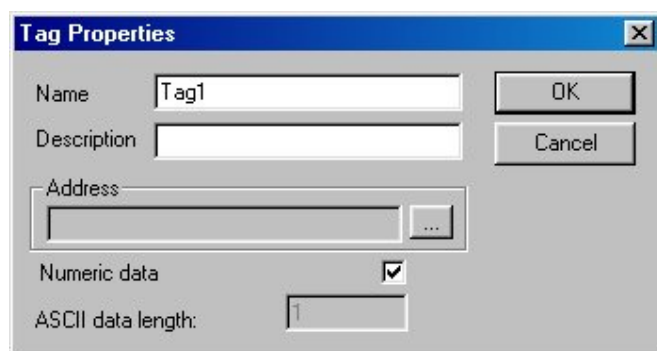 Tag Properties
Name Tag1 OK
Description Cancel
Address
...
Numeric data
ASCII data length: 1